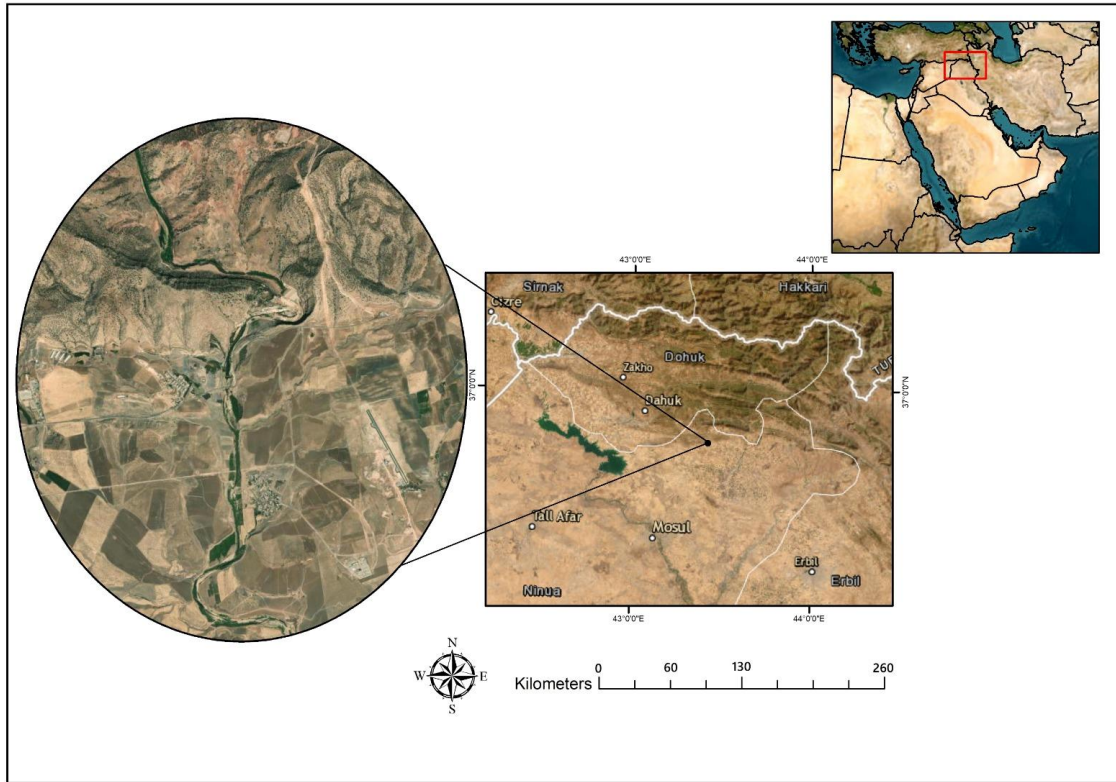 43°0'0"E 44°0'0"E
Sirnak
Hakkari
Cizre
Dohuk
Zakho
TUR
37°0'0"N
37°0'0"N
Dahuk
Tall Afar
Mosul
Erbil
Ninua
Erbil
43°0'0"E 44°0'0"E
N
W E
S
0 60 130 260
Kilometers